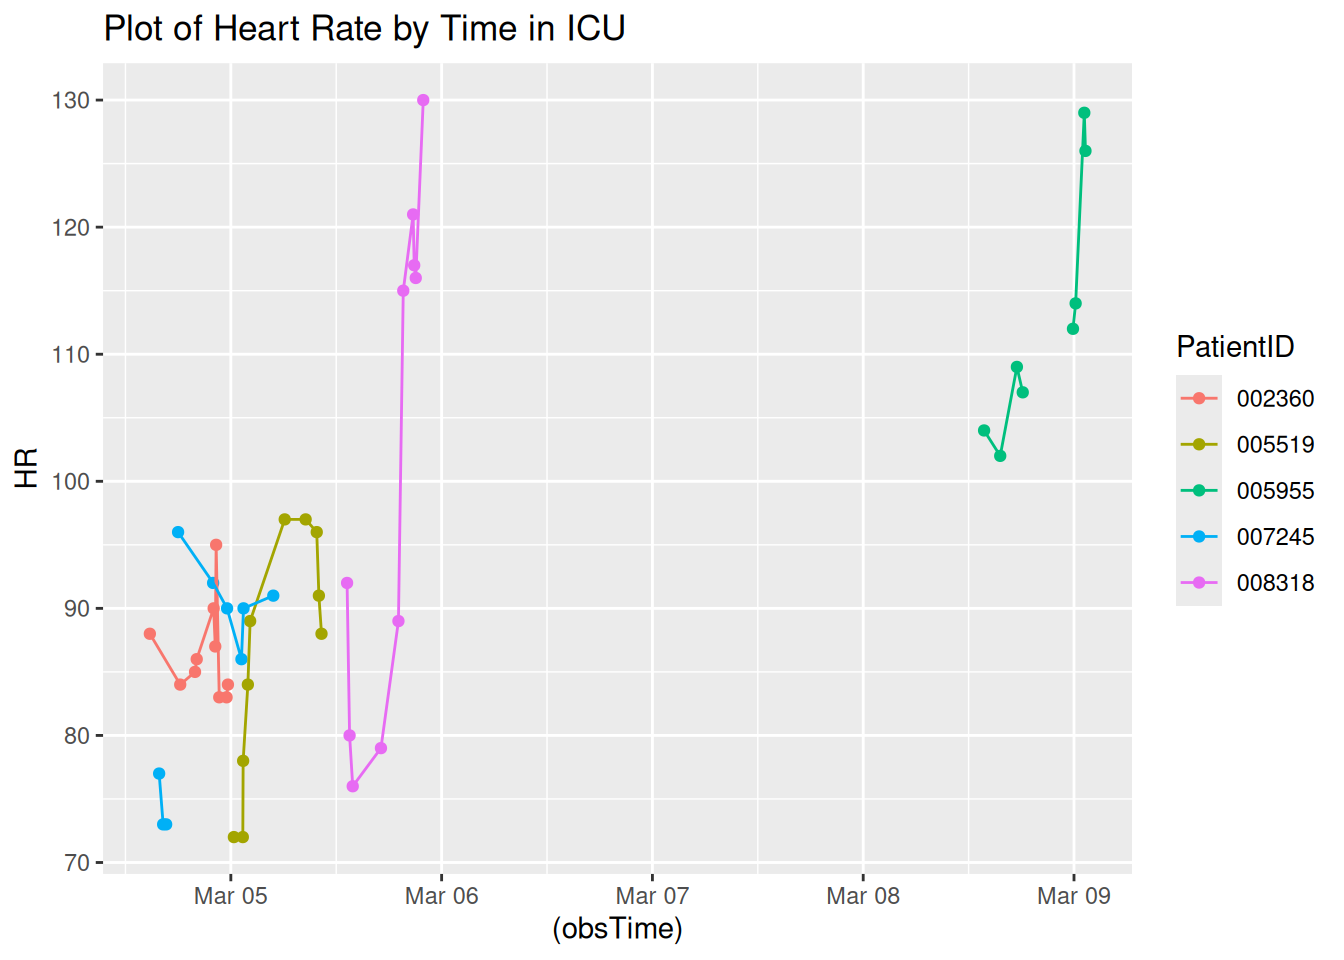 Plot of Heart Rate by Time in ICU
130
120
110
100
90
80
70
HR
Mar 05 Mar 06 Mar 07 Mar 08 Mar 09
(obsTime)
PatientID
002360
005519
005955
007245
008318